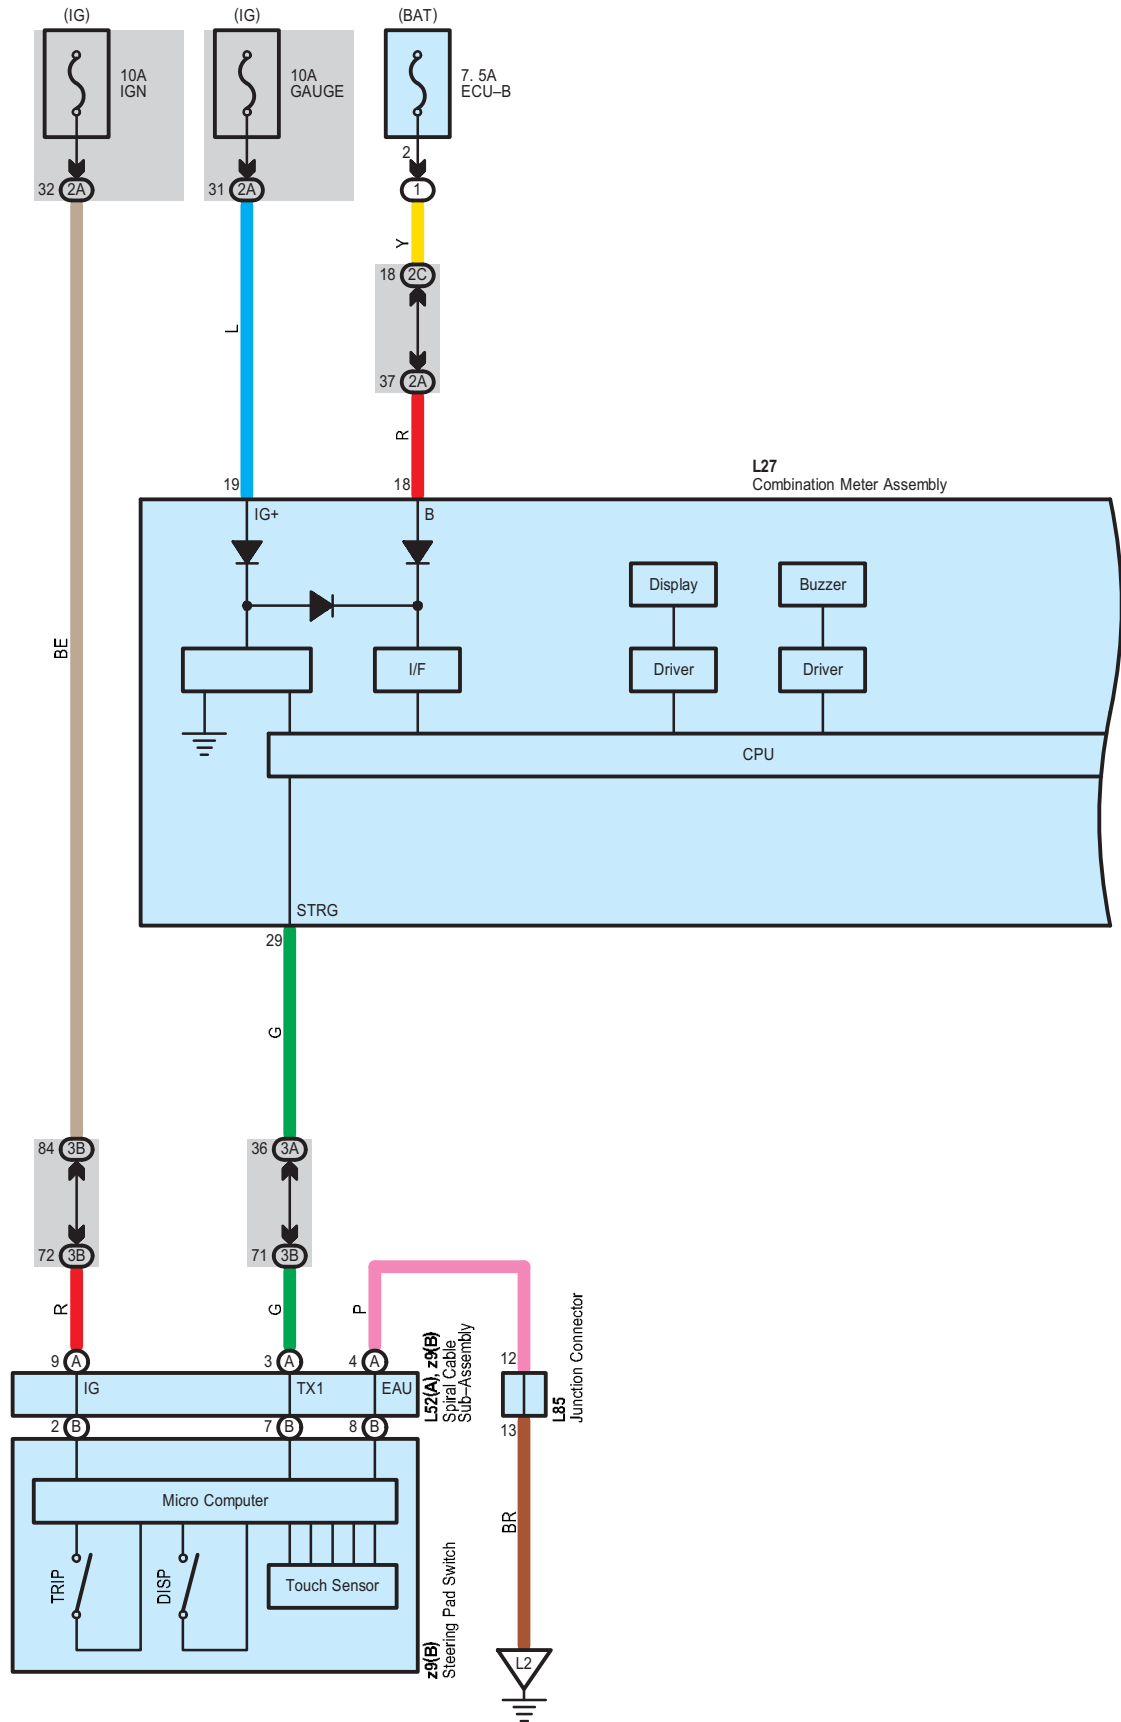 (IG)
(IG)
(BAT)
10A
IGN
10A
GAUGE
7. 5A
ECU–B
2
32 2A
31 2A
1
Y
18 2C
L
37 2A
R
L27
Combination Meter Assembly
19
18
IG+
B
Display
Buzzer
BE
I/F
Driver
Driver
CPU
STRG
29
G
84 3B
36 3A
72 3B
71 3B
R
G
P
9 A
3 A
4 A
12
IG
TX1
EAU
L52(A), z9(B)
Spiral Cable
Sub–Assembly
L85
Junction Connector
2 B
7 B
8 B
13
Micro Computer
BR
TRIP
DISP
Touch Sensor
z9(B)
Steering Pad Switch
L2